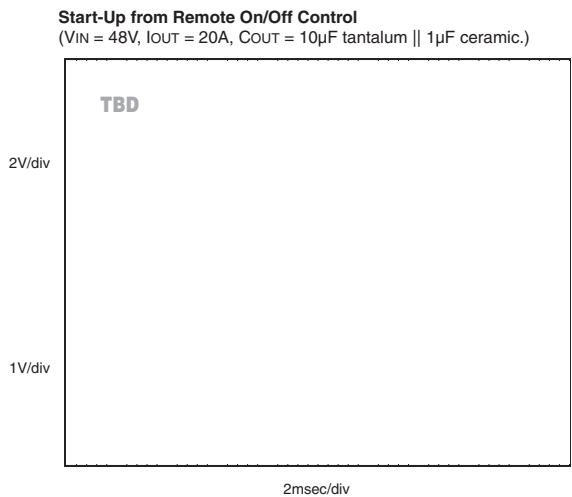 Start-Up from Remote On/Off Control
(VIN = 48V, IOUT = 20A, COUT = 10µF tantalum || 1µF ceramic.)
TBD
2V/div
1V/div
2msec/div